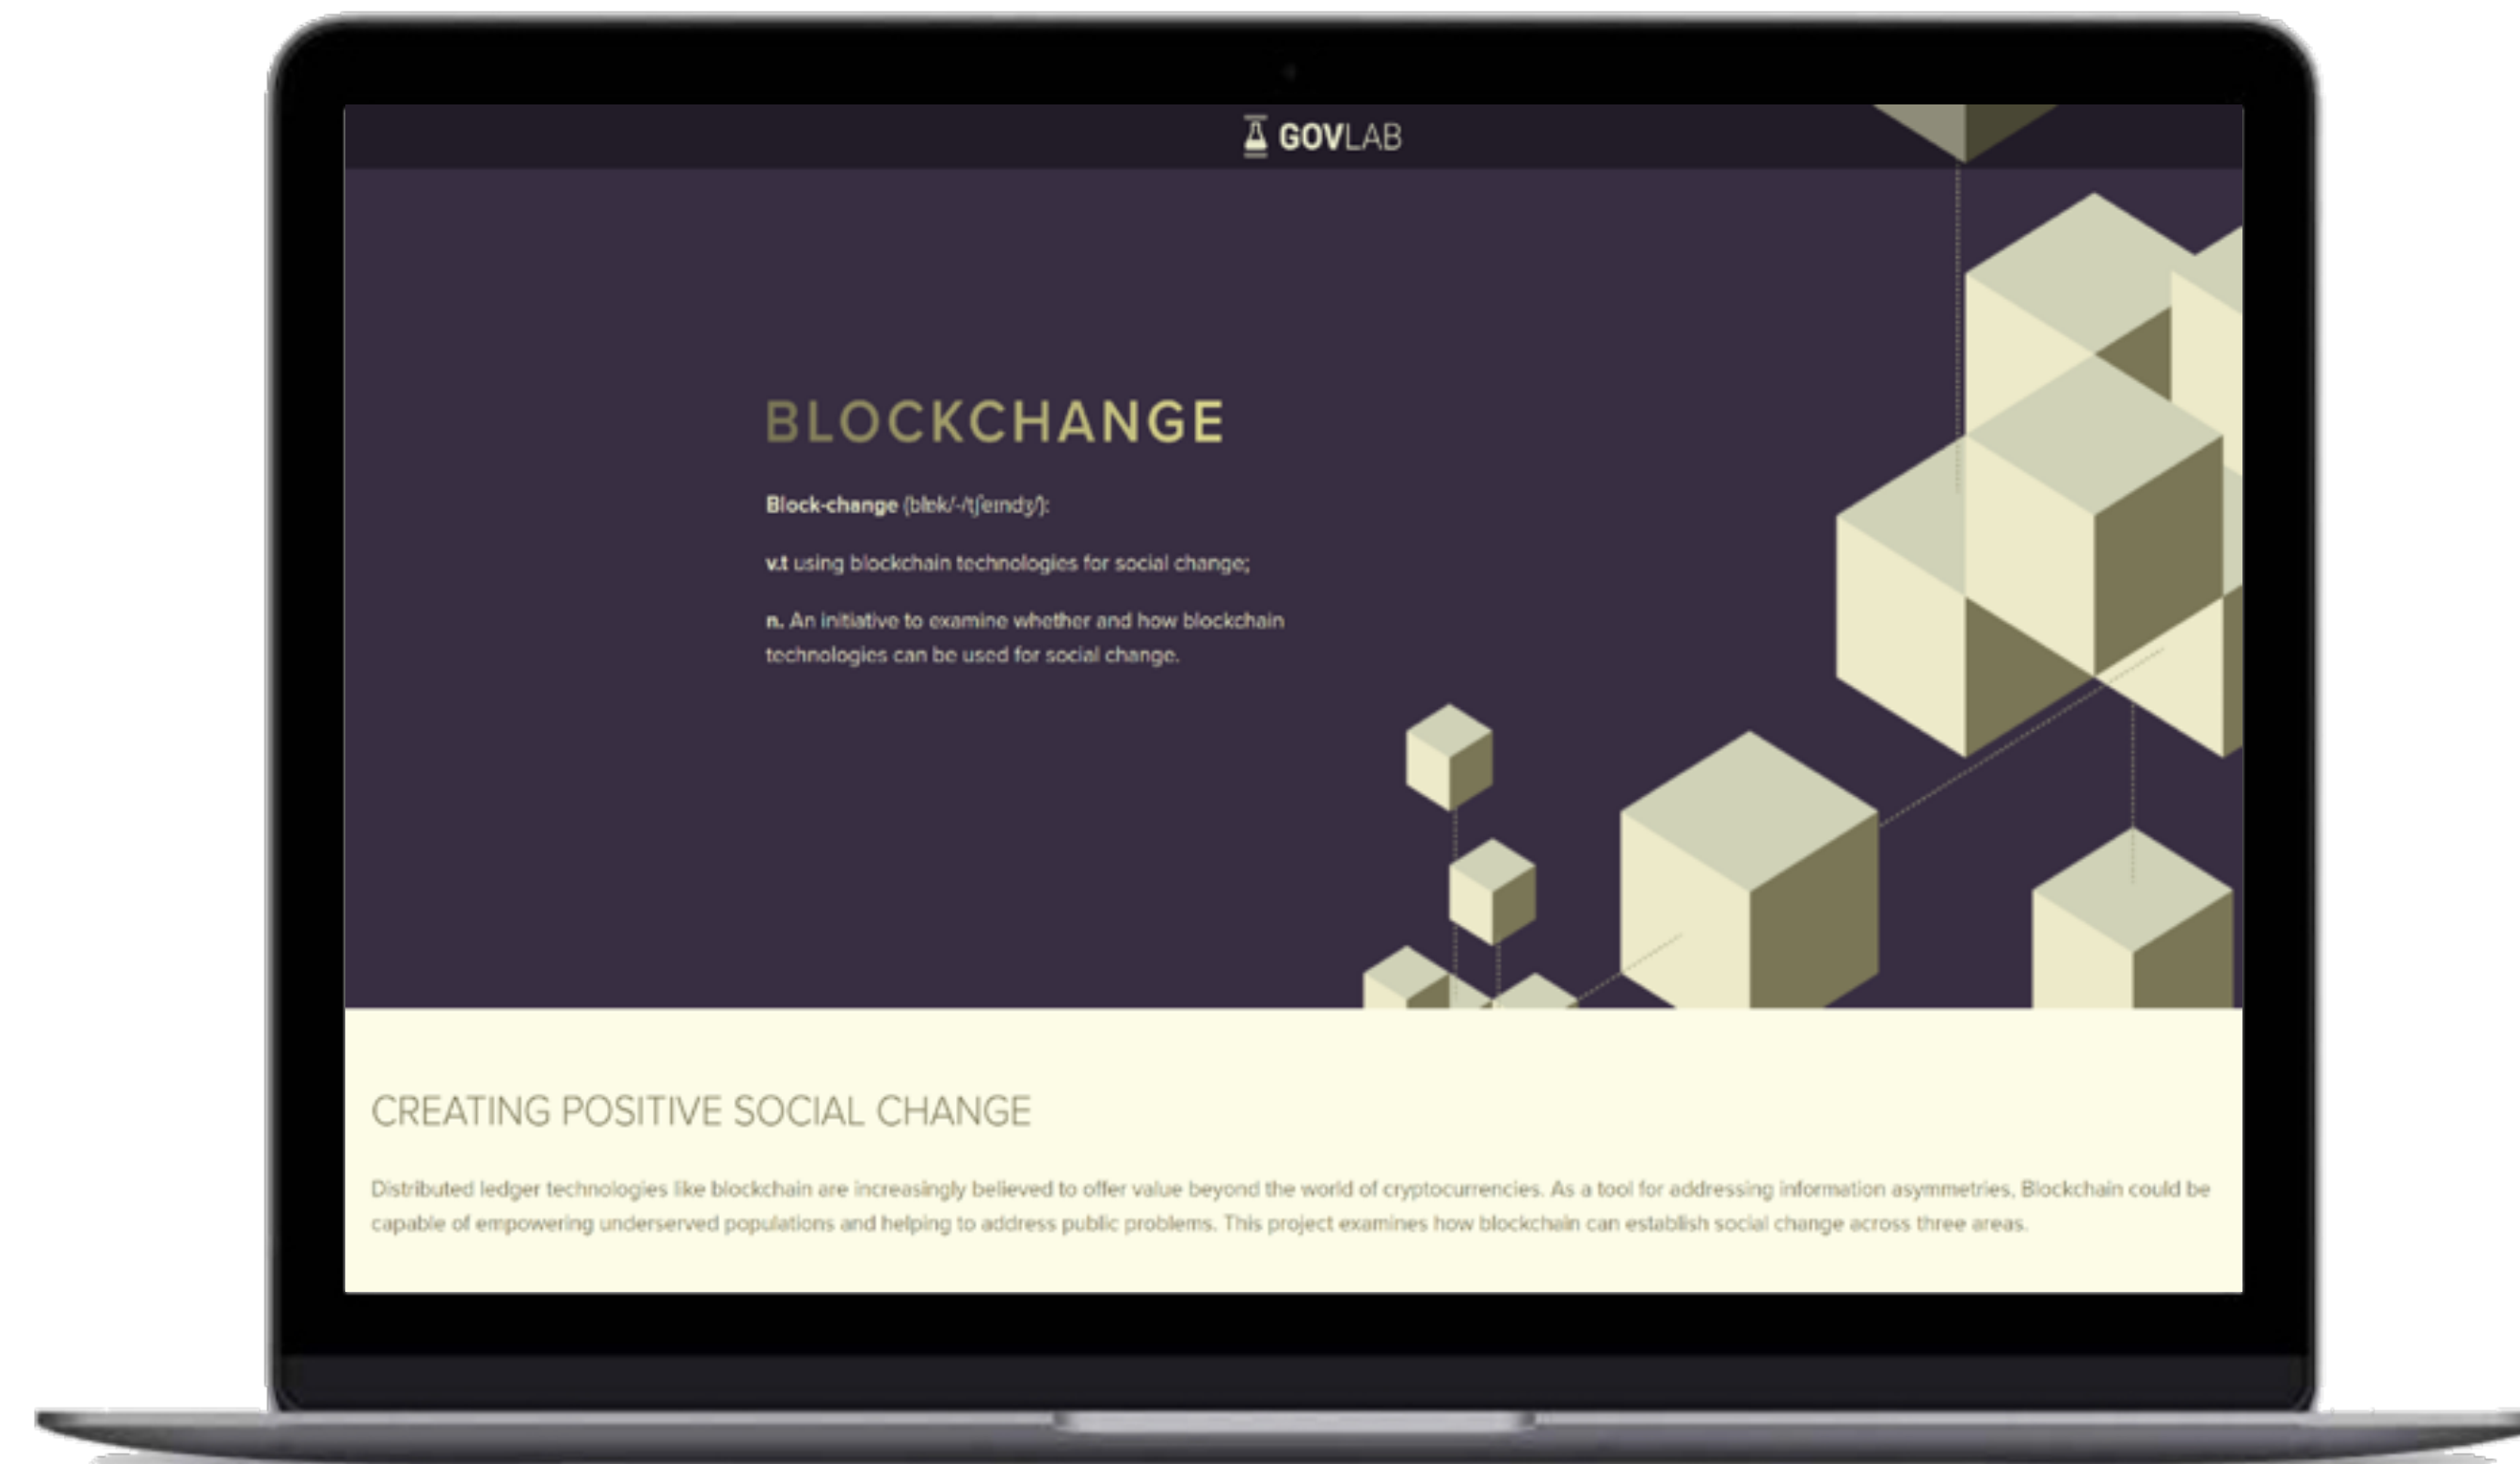 GOVLAB
BLOCKCHANGE
Block-change (blɒk/-/tʃeɪndʒ/):
v.t using blockchain technologies for social change;
n. An initiative to examine whether and how blockchain
technologies can be used for social change.
CREATING POSITIVE SOCIAL CHANGE
Distributed ledger technologies like blockchain are increasingly believed to offer value beyond the world of cryptocurrencies. As a tool for addressing information asymmetries, Blockchain could be
capable of empowering underserved populations and helping to address public problems. This project examines how blockchain can establish social change across three areas.